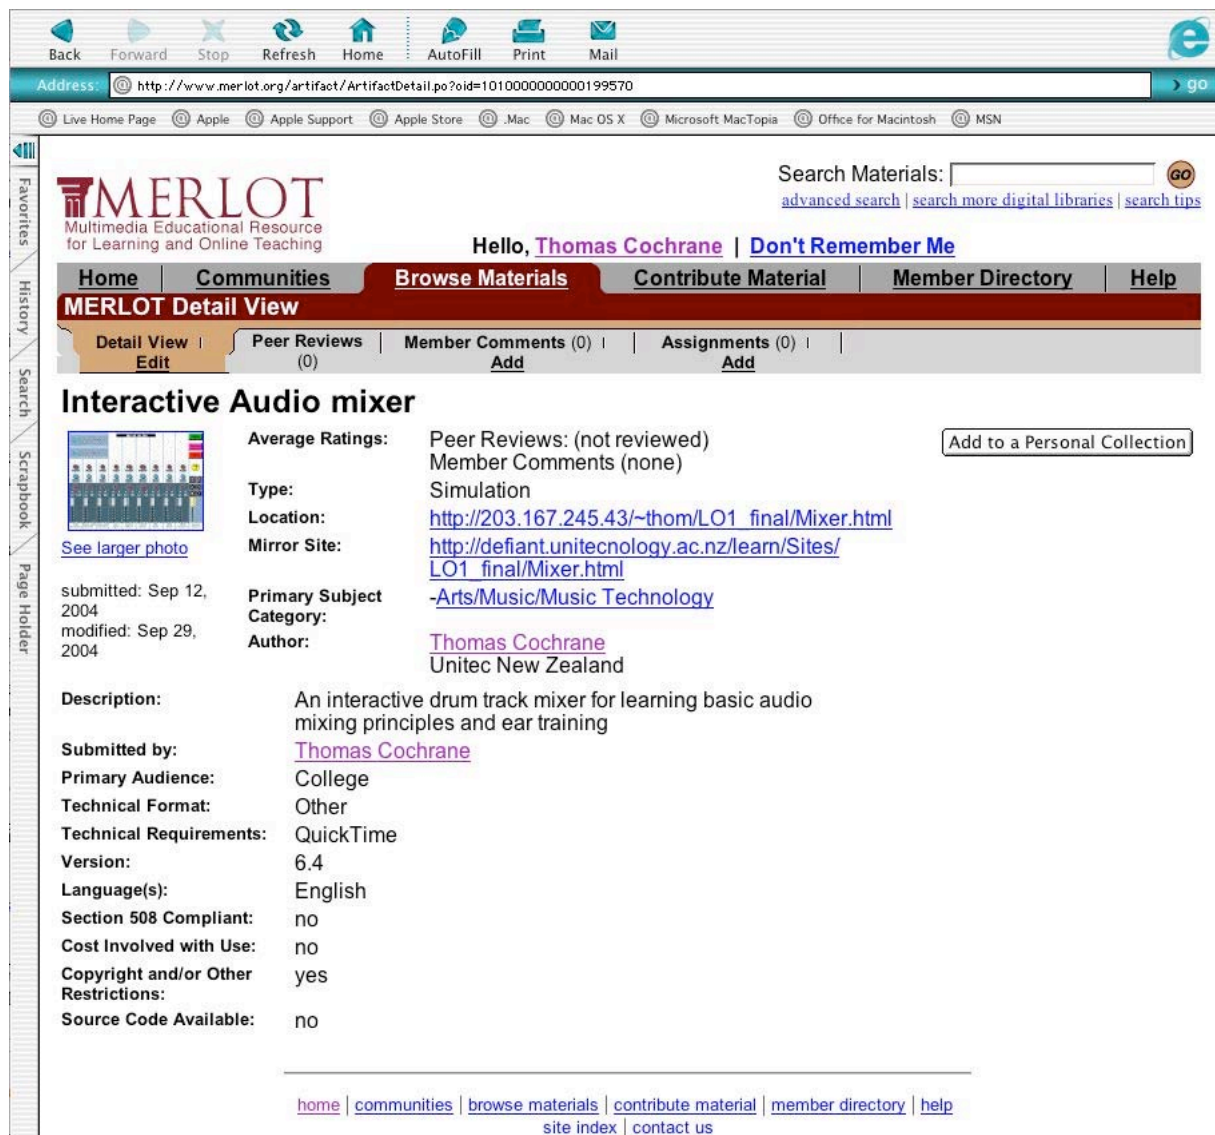 Back Forward Stop Refresh Home AutoFill Print Mail
Address: @ http://www.merlot.org/artifact/ArtifactDetail.po?oid=1010000000000199570 go
Live Home Page Apple Apple Support Apple Store .Mac Mac OS X Microsoft MacTopia Office for Macintosh MSN
Favorites
History
Search
Scrapbook
Page Holder
MERLOT
Multimedia Educational Resource
for Learning and Online Teaching
Search Materials: GO
advanced search | search more digital libraries | search tips
Hello, Thomas Cochrane | Don't Remember Me
Home | Communities Browse Materials Contribute Material | Member Directory | Help
MERLOT Detail View
Detail View | Peer Reviews | Member Comments (0) | | Assignments (0) | |
Edit (0) Add Add
Interactive Audio mixer
Average Ratings: Peer Reviews: (not reviewed)
Member Comments (none)
Add to a Personal Collection
Type: Simulation
Location: http://203.167.245.43/~thom/LO1_final/Mixer.html
See larger photo
Mirror Site: http://defiant.unitecnology.ac.nz/learn/Sites/
LO1_final/Mixer.html
submitted: Sep 12,
2004
modified: Sep 29,
2004
Primary Subject
Category:
-Arts/Music/Music Technology
Author: Thomas Cochrane
Unitec New Zealand
Description: An interactive drum track mixer for learning basic audio
mixing principles and ear training
Submitted by: Thomas Cochrane
Primary Audience: College
Technical Format: Other
Technical Requirements: QuickTime
Version: 6.4
Language(s): English
Section 508 Compliant: no
Cost Involved with Use: no
Copyright and/or Other
Restrictions:
yes
Source Code Available: no
home | communities | browse materials | contribute material | member directory | help
site index | contact us